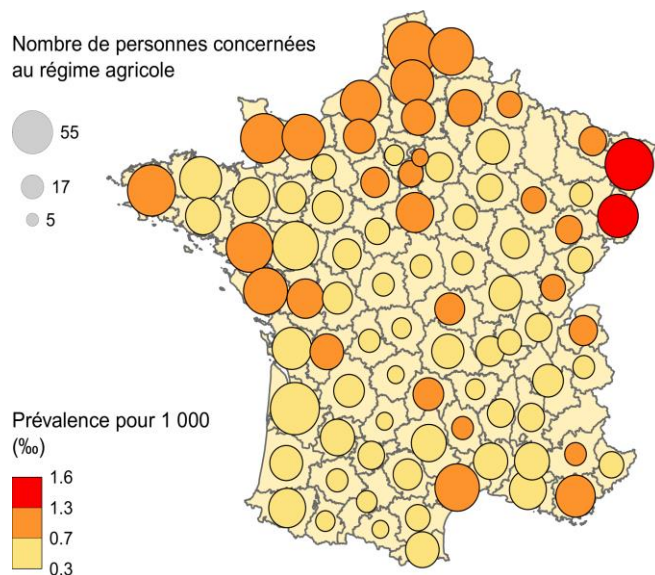 Nombre de personnes concernées
au régime agricole
55
17
5
Prévalence pour 1 000
(‰)
1.6
1.3
0.7
0.3